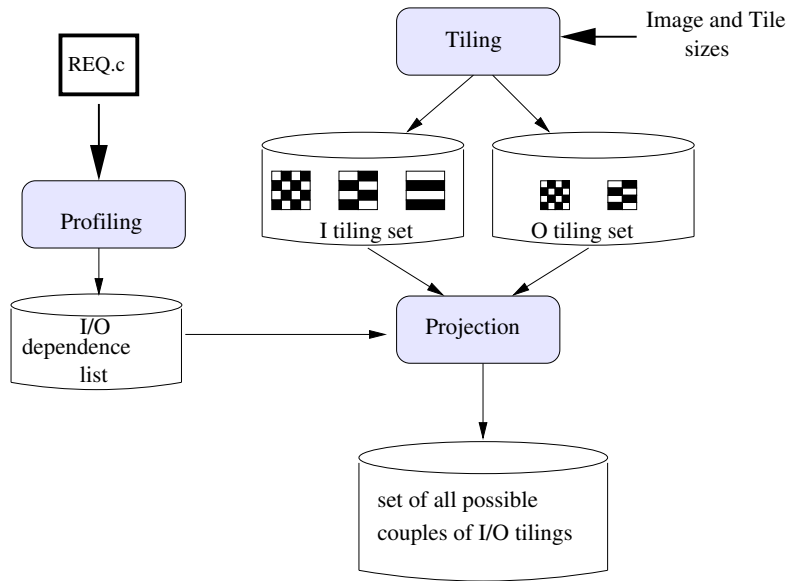 Tiling
Image and Tile
sizes
REQ.c
Profiling
I tiling set
O tiling set
I/O
dependence
list
Projection
set of all possible
couples of I/O tilings